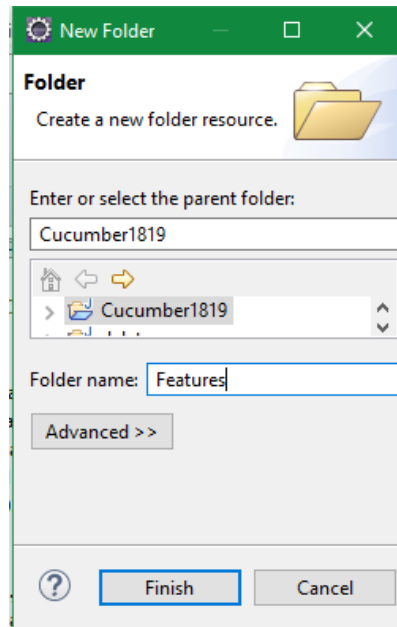 New Folder
Folder
Create a new folder resource.
Enter or select the parent folder:
Cucumber1819
Cucumber1819
Folder name: Features
Advanced >>
?
Finish Cancel